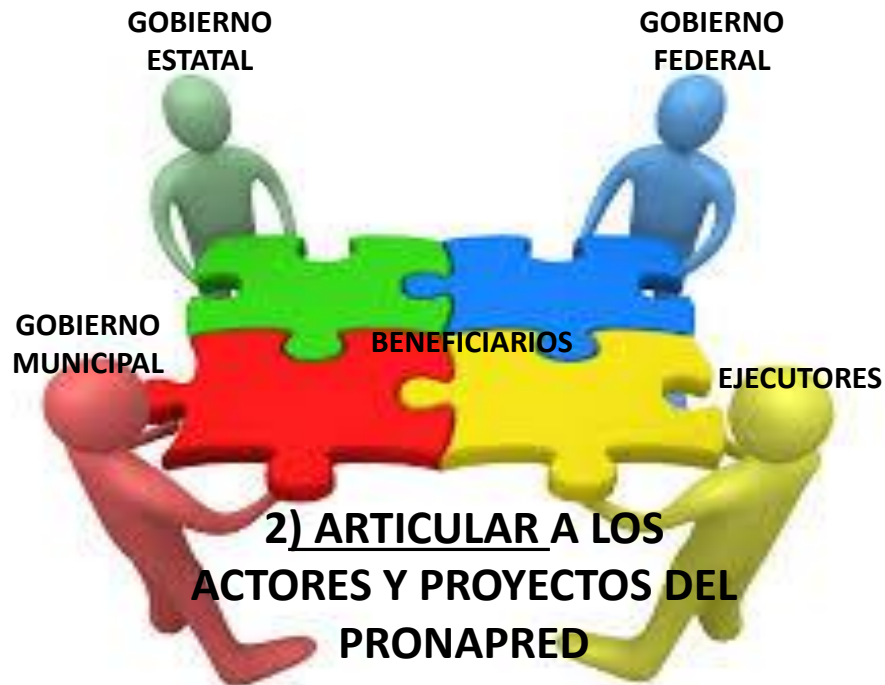 GOBIERNO
ESTATAL
GOBIERNO
FEDERAL
GOBIERNO
MUNICIPAL
BENEFICIARIOS
EJECUTORES
2) ARTICULAR A LOS
ACTORES Y PROYECTOS DEL
PRONAPRED